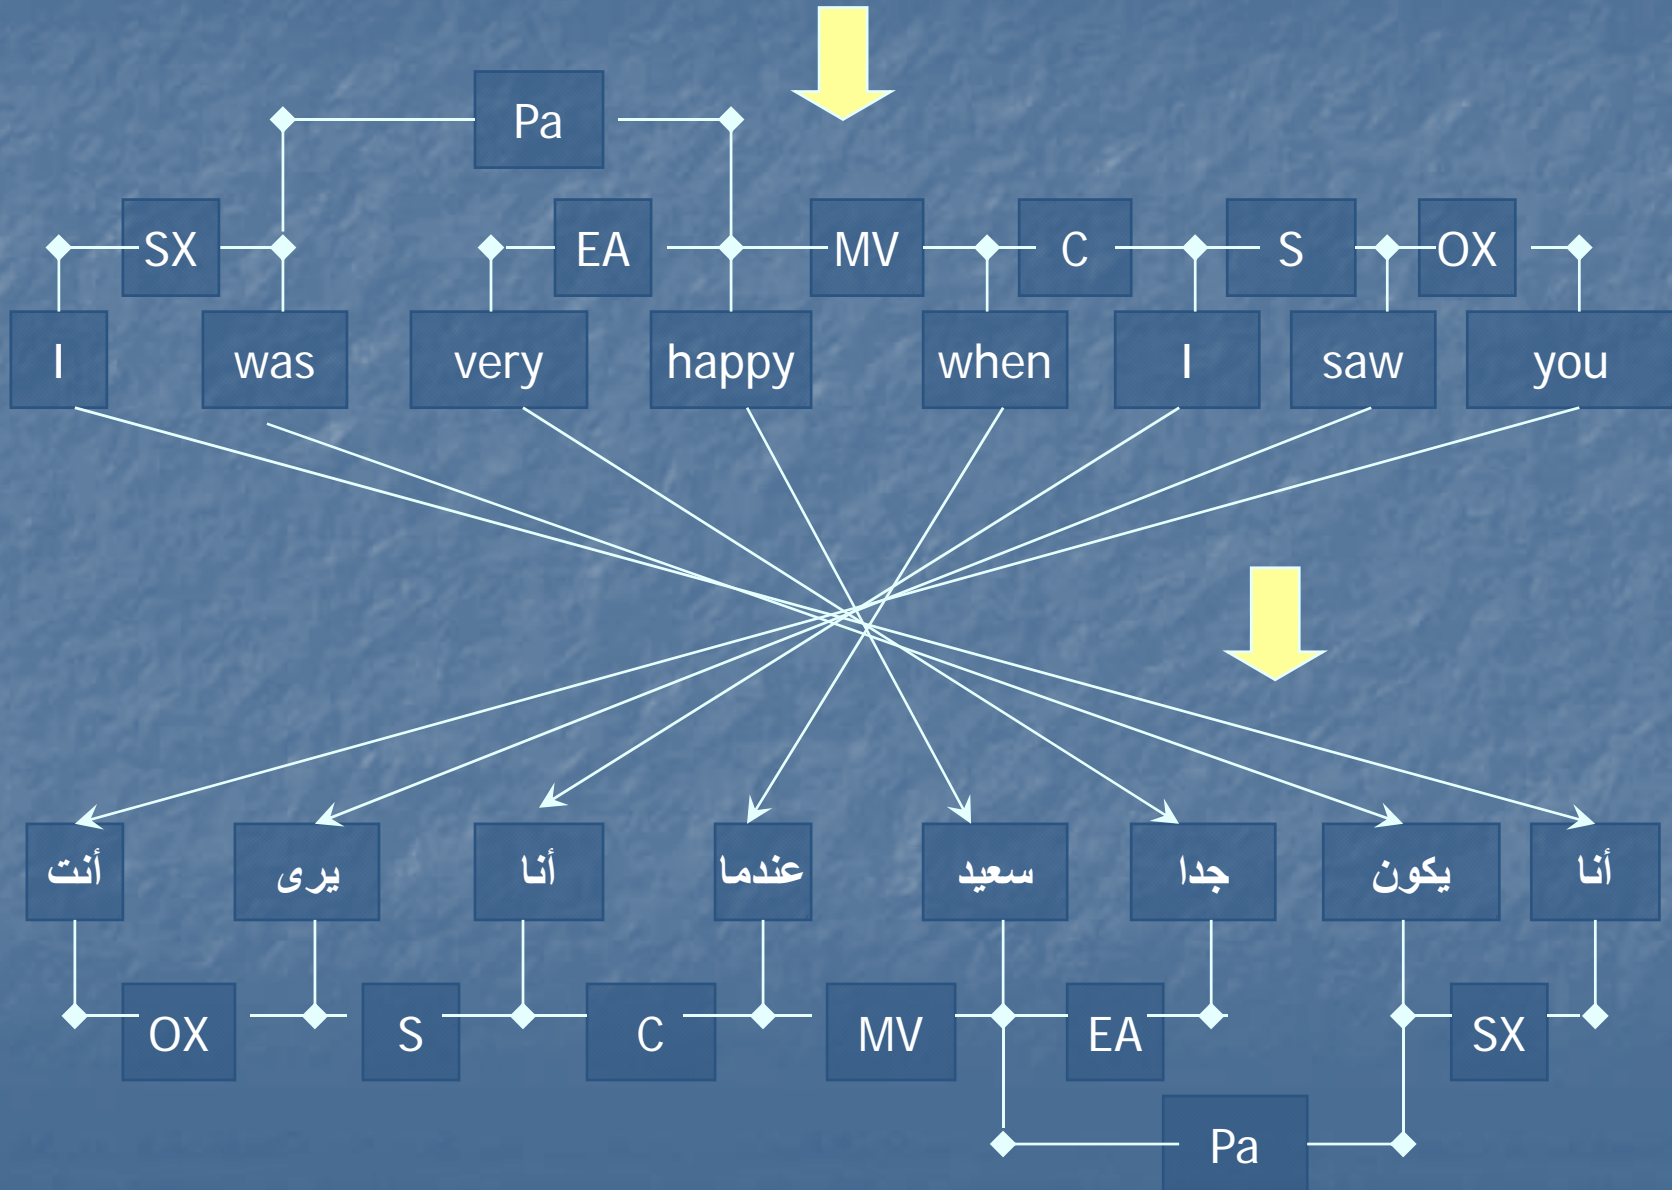 Pa
SX EA MV C S OX
I was very happy when I saw you
أنا يكون جدا سعيد عندما أنا يرى أنت
OX S C MV EA SX
Pa